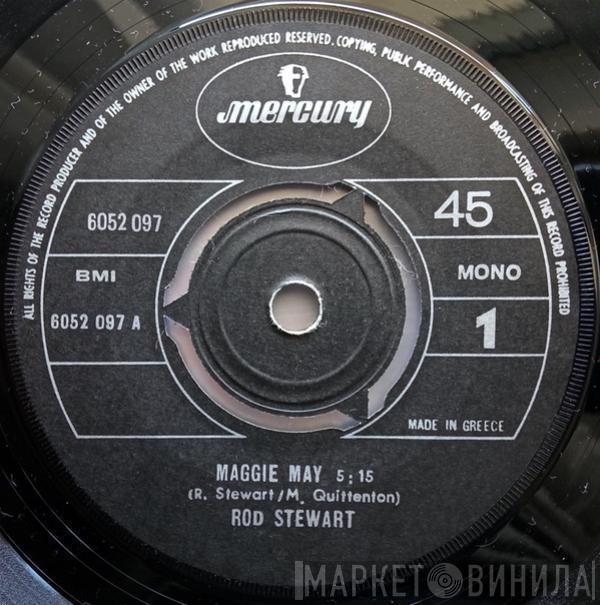 ALL RIGHTS OF THE RECORD PRODUCER AND OF THE OWNER OF THE WORK REPRODUCED RESERVED. COPYING, PUBLIC PERFORMANCE AND BROADCASTING OF THIS RECORD PROHIBITED
mercury
6052 097
45
BMI
MONO
6052 097 A
1
MADE IN GREECE
MAGGIE MAY 5:15
(R. Stewart/M. Quittenton)
ROD STEWART
МАРКЕТ ВИНИЛА